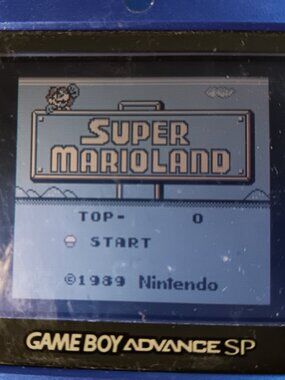 SUPER
MARIOLAND
TOP- 0
START
©1989 Nintendo
GAME BOY ADVANCE SP